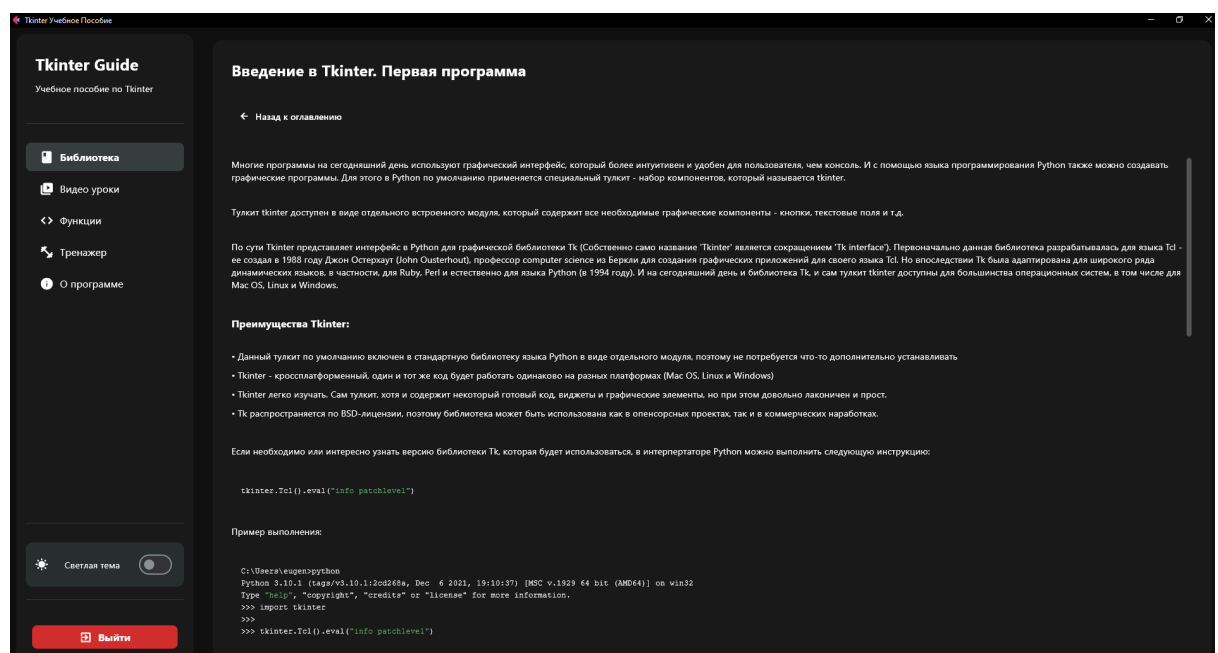 Tkinter Учебное Пособие
Tkinter Guide
Учебное пособие по Tkinter
Библиотека
Видео уроки
Функции
Тренажер
О программе
Светлая тема
Выйти
Введение в Tkinter. Первая программа
Назад к оглавлению
Многие программы на сегодняшний день используют графический интерфейс, который более интуитивен и удобен для пользователя, чем консоль. И с помощью языка программирования Python также можно создавать
графические программы. Для этого в Python по умолчанию применяется специальный тулкит - набор компонентов, который называется tkinter.
Тулкит tkinter доступен в виде отдельного встроенного модуля, который содержит все необходимые графические компоненты - кнопки, текстовые поля и т.д.
По сути Tkinter представляет интерфейс в Python для графической библиотеки Tk (Собственно само название 'Tkinter' является сокращением 'Tk interface'). Первоначально данная библиотека разрабатывалась для языка Tcl -
ее создал в 1988 году Джон Остерхаут (John Ousterhout), профессор computer science из Беркли для создания графических приложений для своего языка Tcl. Но впоследствии Tk была адаптирована для широкого ряда
динамических языков, в частности, для Ruby, Perl и естественно для языка Python (в 1994 году). И на сегодняшний день и библиотека Tk, и сам тулкит tkinter доступны для большинства операционных систем, в том числе для
Mac OS, Linux и Windows.
Преимущества Tkinter:
• Данный тулкит по умолчанию включен в стандартную библиотеку языка Python в виде отдельного модуля, поэтому не потребуется что-то дополнительно устанавливать
• Tkinter - кроссплатформенный, один и тот же код будет работать одинаково на разных платформах (Mac OS, Linux и Windows)
• Tkinter легко изучать. Сам тулкит, хотя и содержит некоторый готовый код, виджеты и графические элементы, но при этом довольно лаконичен и прост.
• Tk распространяется по BSD-лицензии, поэтому библиотека может быть использована как в опенсорсных проектах, так и в коммерческих наработках.
Если необходимо или интересно узнать версию библиотеки Tk, которая будет использоваться, в интерпертаторе Python можно выполнить следующую инструкцию:
tkinter.Tcl().eval("info patchlevel")
Пример выполнения:
C:\Users\eugen>python
Python 3.10.1 (tags/v3.10.1:2cd268a, Dec  6 2021, 19:10:37) [MSC v.1929 64 bit (AMD64)] on win32
Type "help", "copyright", "credits" or "license" for more information.
>>> import tkinter
>>>
>>> tkinter.Tcl().eval("info patchlevel")